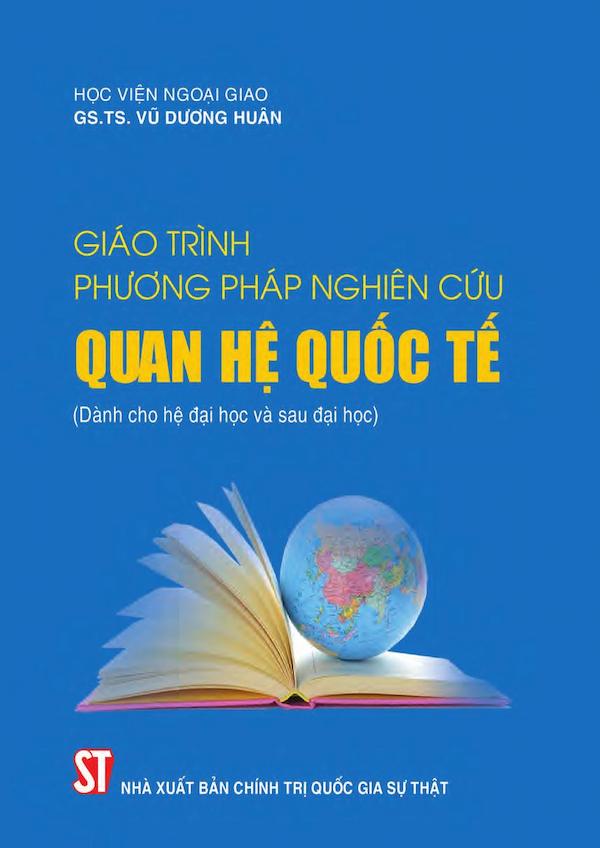 HỌC VIỆN NGOẠI GIAO
GS.TS. VŨ DƯƠNG HUÂN
GIÁO TRÌNH
PHƯƠNG PHÁP NGHIÊN CỨU
QUAN HỆ QUỐC TẾ
(Dành cho hệ đại học và sau đại học)
ST
NHÀ XUẤT BẢN CHÍNH TRỊ QUỐC GIA SỰ THẬT